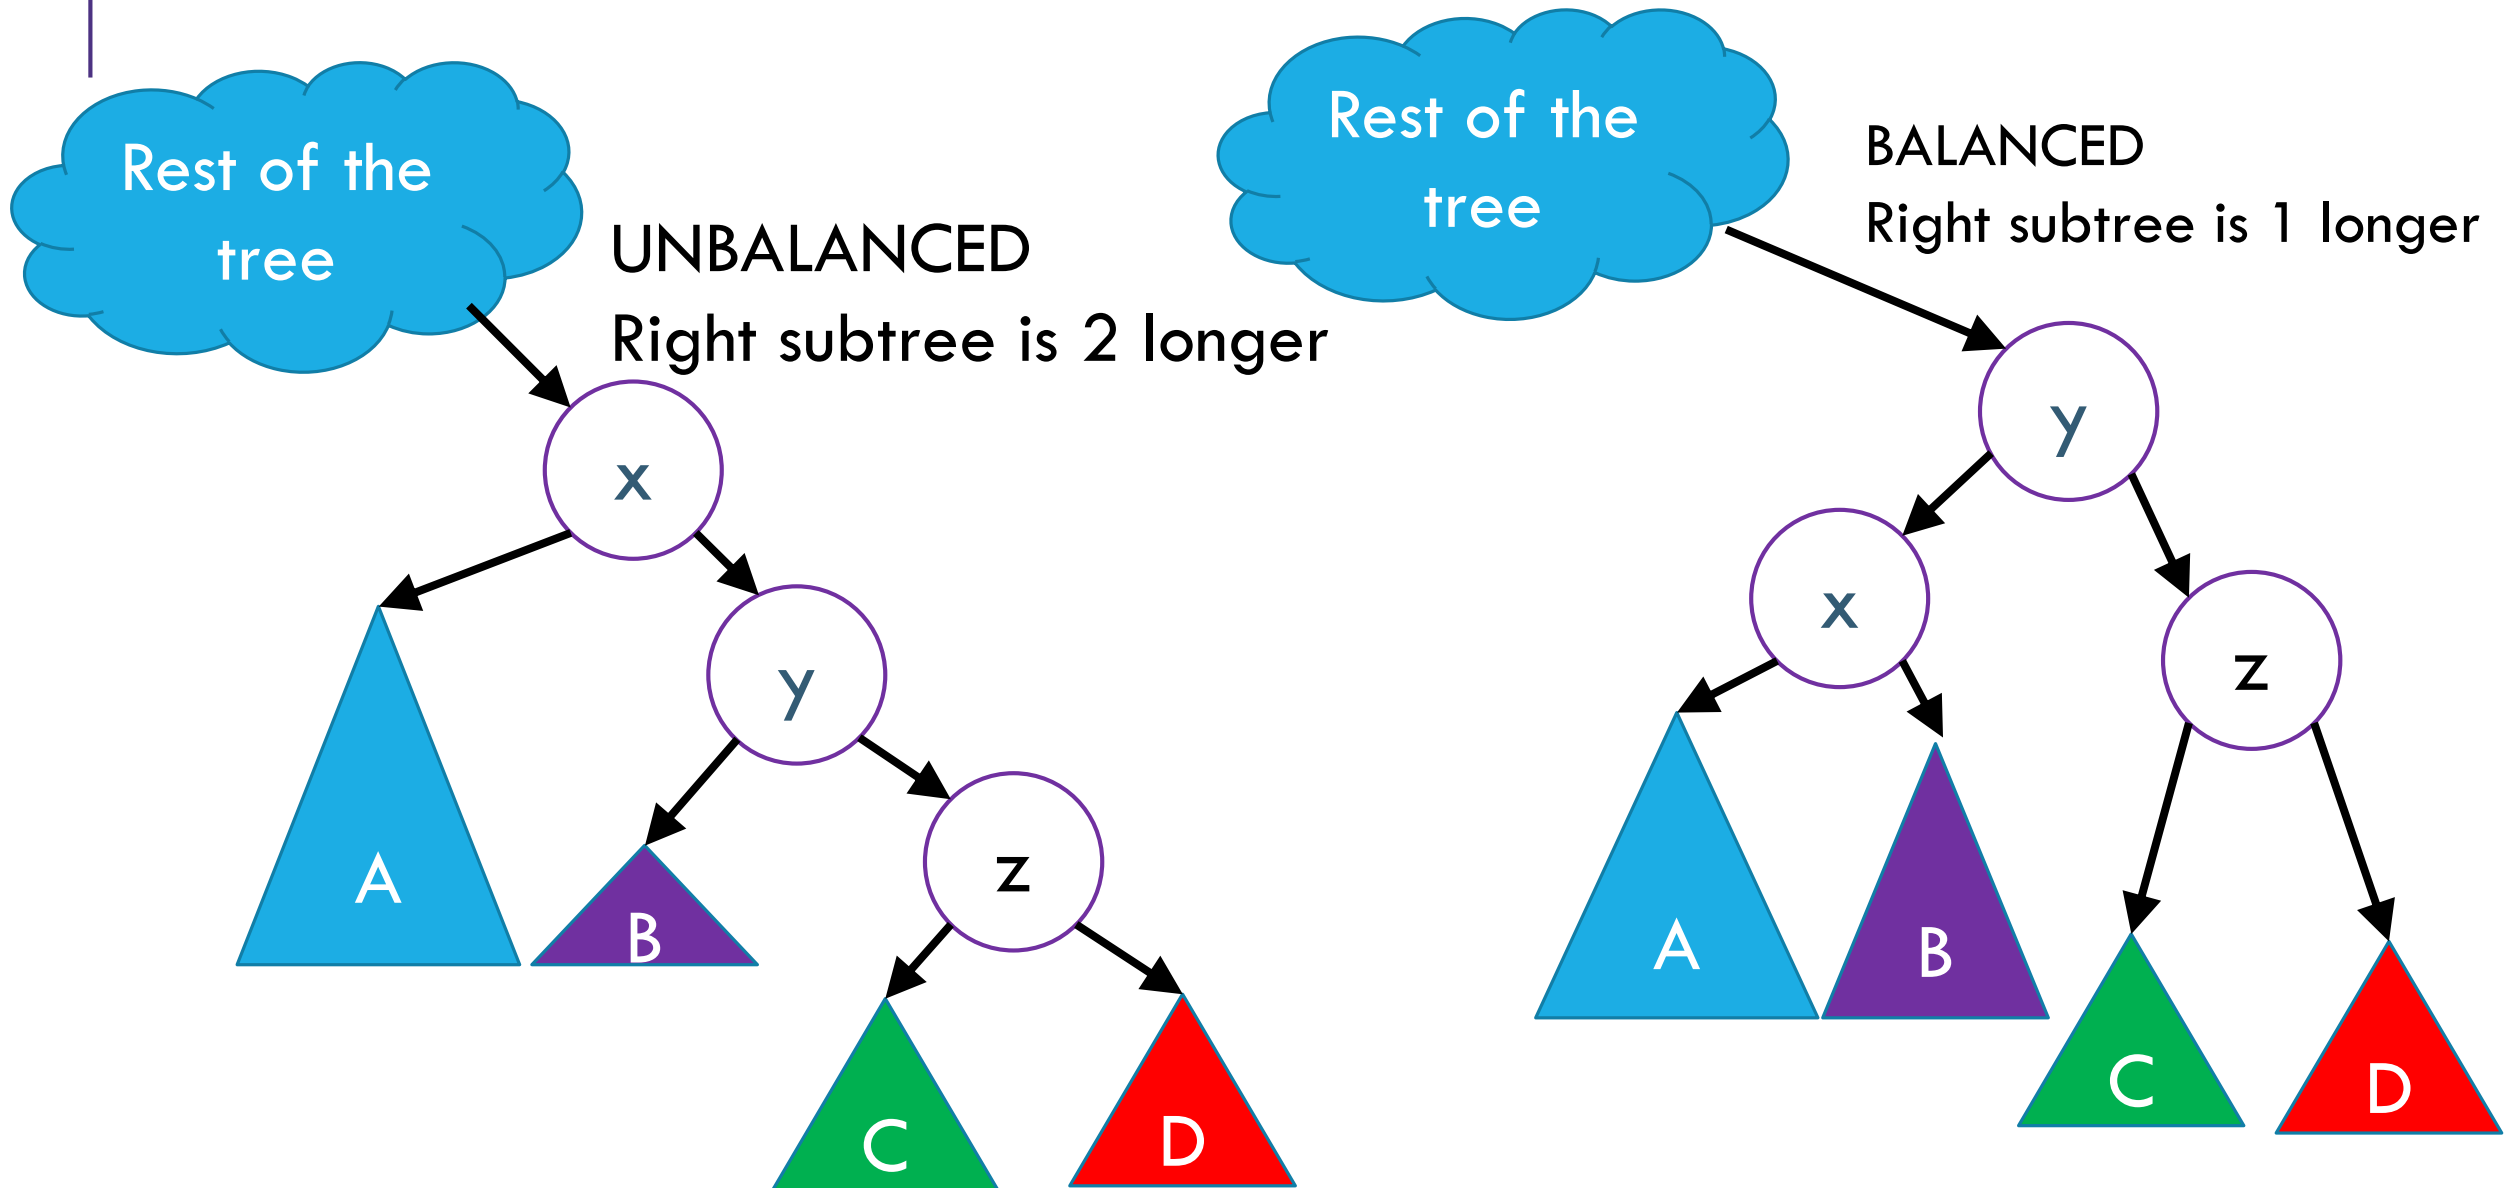 Rest of the
tree
UNBALANCED
Right subtree is 2 longer
x
y
z
A
B
C
D
Rest of the
tree
BALANCED
Right subtree is 1 longer
y
x
z
A
B
C
D